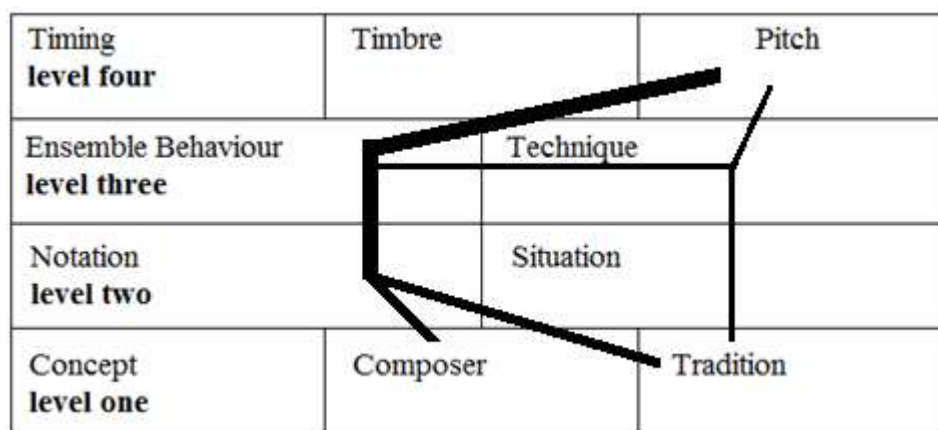 Timing Timbre Pitch
level four
Ensemble Behaviour Technique
level three
Notation Situation
level two
Concept Composer Tradition
level one